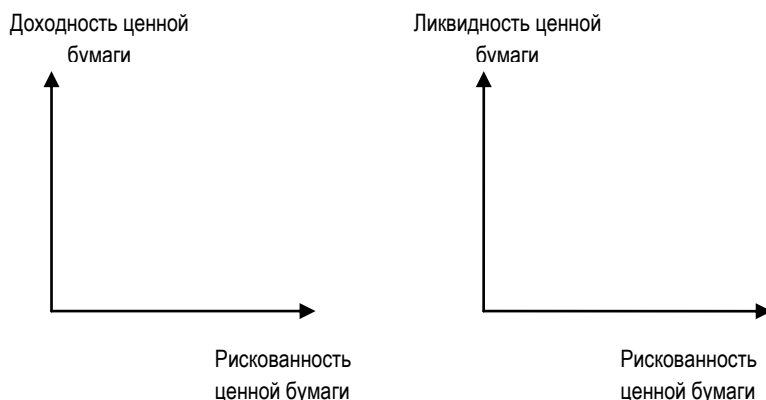 Доходность ценной
бумаги
Ликвидность ценной
бумаги
Рискованность
ценной бумаги
Рискованность
ценной бумаги